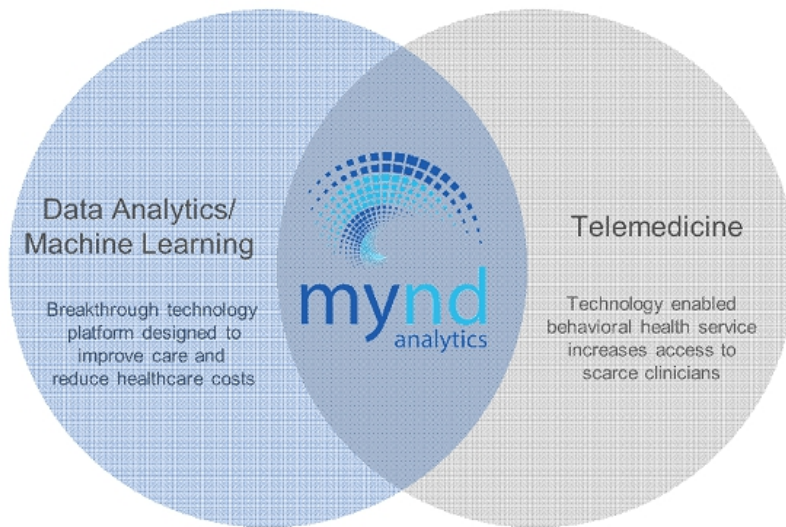 Data Analytics/
Machine Learning
Breakthrough technology
platform designed to
improve care and
reduce healthcare costs
mynd
analytics
Telemedicine
Technology enabled
behavioral health service
increases access to
scarce clinicians